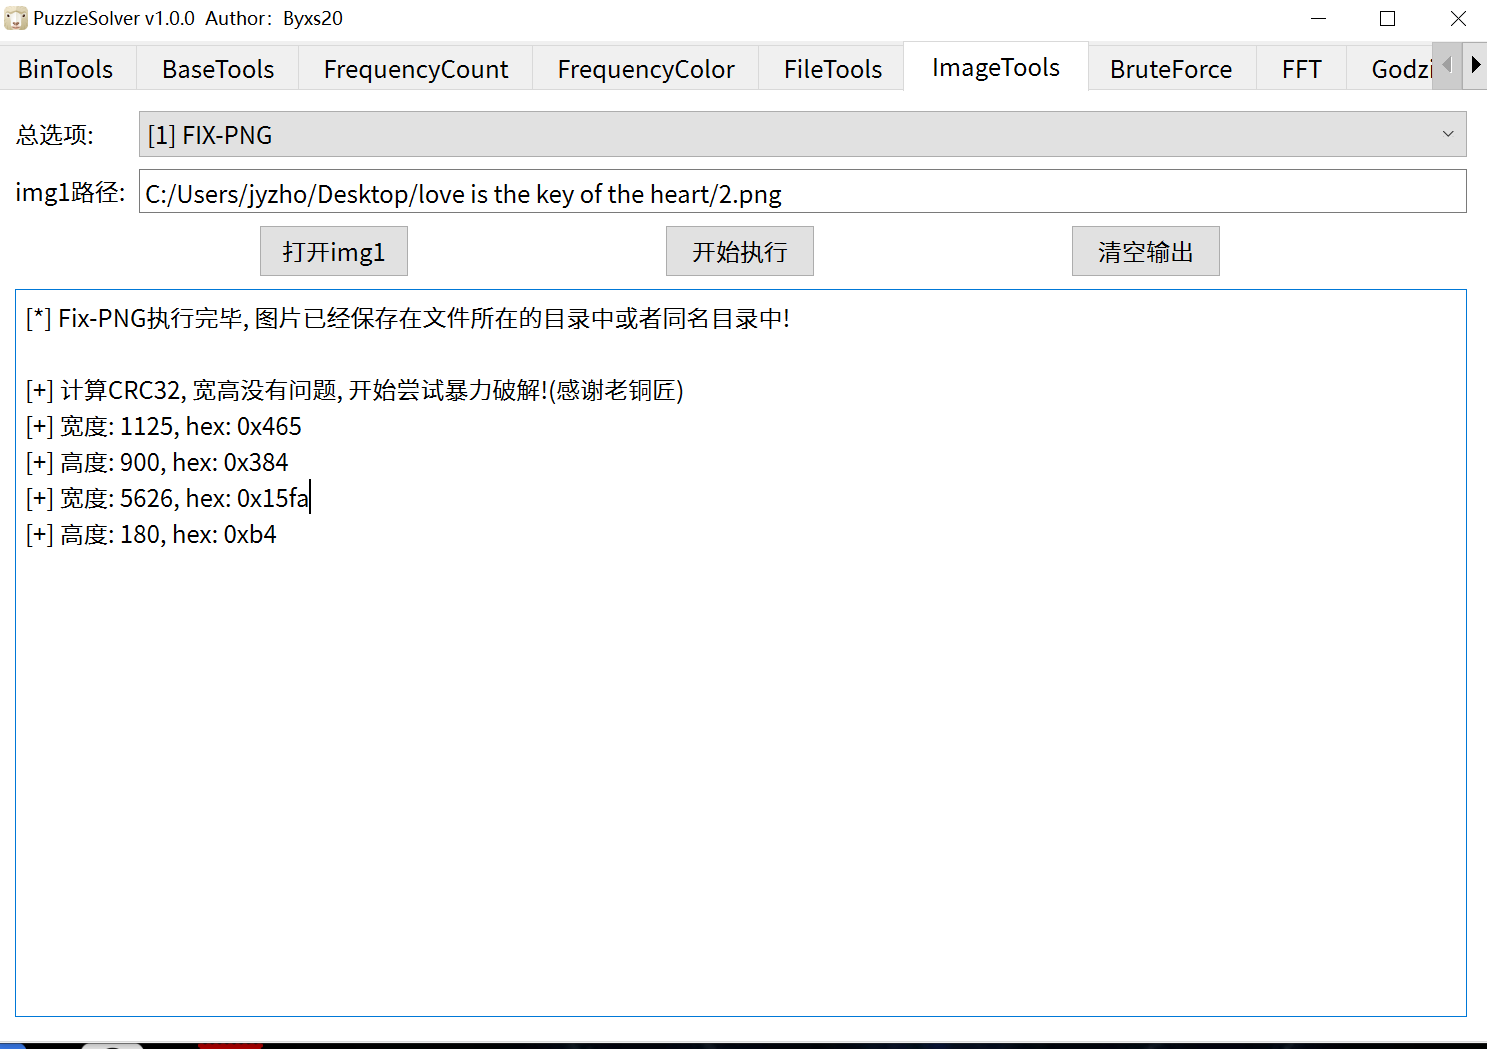 PuzzleSolver v1.0.0 Author：Byxs20
BinTools BaseTools FrequencyCount FrequencyColor FileTools ImageTools BruteForce FFT Godzi
总选项: [1] FIX-PNG
img1路径: C:/Users/jyzho/Desktop/love is the key of the heart/2.png
打开img1 开始执行 清空输出
[*] Fix-PNG执行完毕, 图片已经保存在文件所在的目录中或者同名目录中!
[+] 计算CRC32, 宽高没有问题, 开始尝试暴力破解!(感谢老铜匠)
[+] 宽度: 1125, hex: 0x465
[+] 高度: 900, hex: 0x384
[+] 宽度: 5626, hex: 0x15fa
[+] 高度: 180, hex: 0xb4